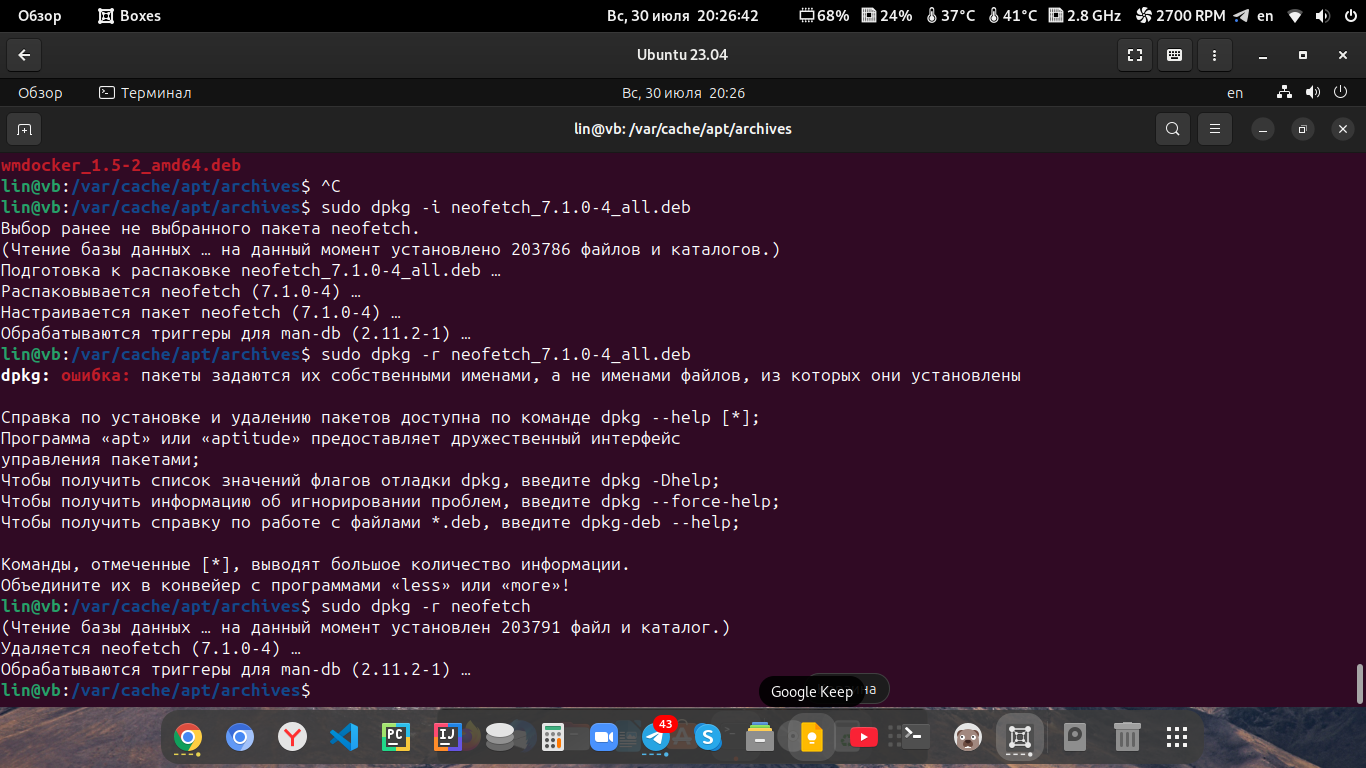 Обзор Boxes Вс, 30 июля 20:26:42 68% 24% 37°C 41°C 2.8 GHz 2700 RPM en
Ubuntu 23.04
Обзор Терминал Вс, 30 июля 20:26 en
lin@vb: /var/cache/apt/archives
wmdocker_1.5-2_amd64.deb
lin@vb:/var/cache/apt/archives$ ^C
lin@vb:/var/cache/apt/archives$ sudo dpkg -i neofetch_7.1.0-4_all.deb
Выбор ранее не выбранного пакета neofetch.
(Чтение базы данных … на данный момент установлено 203786 файлов и каталогов.)
Подготовка к распаковке neofetch_7.1.0-4_all.deb …
Распаковывается neofetch (7.1.0-4) …
Настраивается пакет neofetch (7.1.0-4) …
Обрабатываются триггеры для man-db (2.11.2-1) …
lin@vb:/var/cache/apt/archives$ sudo dpkg -r neofetch_7.1.0-4_all.deb
dpkg: ошибка: пакеты задаются их собственными именами, а не именами файлов, из которых они установлены
Справка по установке и удалению пакетов доступна по команде dpkg --help [*];
Программа «apt» или «aptitude» предоставляет дружественный интерфейс
управления пакетами;
Чтобы получить список значений флагов отладки dpkg, введите dpkg -Dhelp;
Чтобы получить информацию об игнорировании проблем, введите dpkg --force-help;
Чтобы получить справку по работе с файлами *.deb, введите dpkg-deb --help;
Команды, отмеченные [*], выводят большое количество информации.
Объедините их в конвейер с программами «less» или «more»!
lin@vb:/var/cache/apt/archives$ sudo dpkg -r neofetch
(Чтение базы данных … на данный момент установлен 203791 файл и каталог.)
Удаляется neofetch (7.1.0-4) …
Обрабатываются триггеры для man-db (2.11.2-1) …
lin@vb:/var/cache/apt/archives$
Google Keep
43
PC IJ